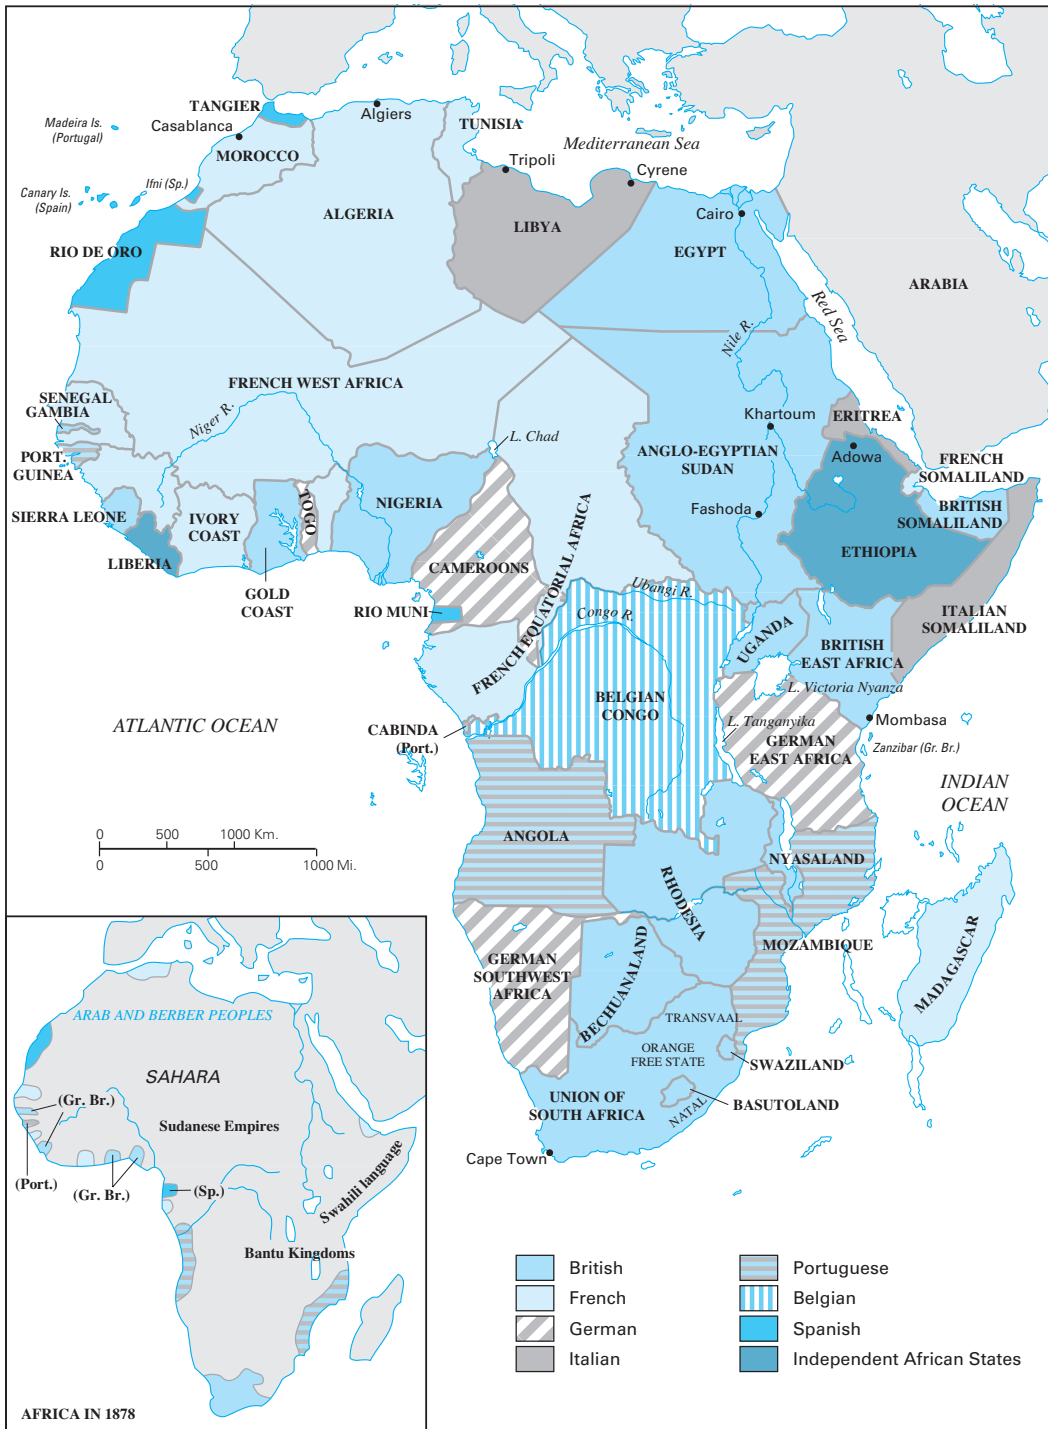 TANGIER
Madeira Is.
(Portugal)
Casablanca
Algiers
TUNISIA
Mediterranean Sea
MOROCCO
Tripoli
Cyrene
Canary Is.
(Spain)
Ifni (Sp.)
ALGERIA
LIBYA
Cairo
EGYPT
RIO DE ORO
ARABIA
Red Sea
Nile R.
FRENCH WEST AFRICA
SENEGAL
GAMBIA
Niger R.
L. Chad
Khartoum
ERITREA
ANGLO-EGYPTIAN
SUDAN
Adowa
FRENCH
SOMALILAND
PORT.
GUINEA
NIGERIA
TOGO
BRITISH
SOMALILAND
SIERRA LEONE
IVORY
COAST
Fashoda
ETHIOPIA
LIBERIA
CAMEROONS
GOLD
COAST
RIO MUNI
FRENCH EQUATORIAL AFRICA
Ubangi R.
Congo R.
ITALIAN
SOMALILAND
UGANDA
BRITISH
EAST AFRICA
L. Victoria Nyanza
BELGIAN
CONGO
L. Tanganyika
Mombasa
ATLANTIC OCEAN
CABINDA
(Port.)
GERMAN
EAST AFRICA
Zanzibar (Gr. Br.)
INDIAN
OCEAN
0 500 1000 Km.
0 500 1000 Mi.
ANGOLA
NYASALAND
RHODESIA
MOZAMBIQUE
MADAGASCAR
GERMAN
SOUTHWEST
AFRICA
BECHUANALAND
TRANSVAAL
ORANGE
FREE STATE
SWAZILAND
UNION OF
SOUTH AFRICA
BASUTOLAND
NATAL
Cape Town
ARAB AND BERBER PEOPLES
SAHARA
(Gr. Br.)
Sudanese Empires
(Port.)
(Gr. Br.)
(Sp.)
Swahili language
Bantu Kingdoms
AFRICA IN 1878
British
French
German
Italian
Portuguese
Belgian
Spanish
Independent African States